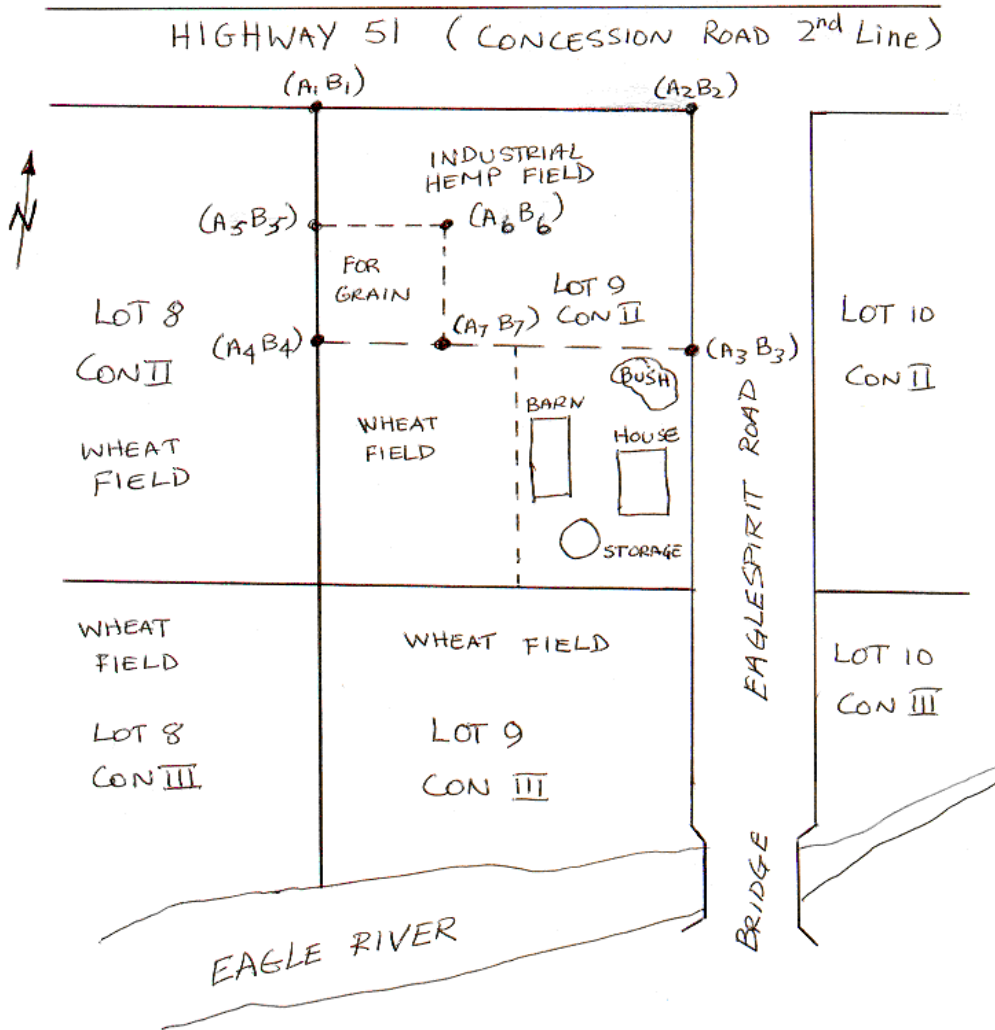 HIGHWAY 51 (CONCESSION ROAD 2nd Line)
(A1B1)
(A2B2)
N
INDUSTRIAL
HEMP FIELD
(A5B5)
(A6B6)
FOR
GRAIN
LOT 9
CON II
LOT 8
CON II
(A4B4)
(A7B7)
(A3B3)
LOT 10
CON II
BUSH
BARN
HOUSE
STORAGE
WHEAT
FIELD
WHEAT
FIELD
EAGLESPIRIT ROAD
WHEAT
FIELD
WHEAT FIELD
LOT 8
CON III
LOT 9
CON III
LOT 10
CON III
BRIDGE
EAGLE RIVER